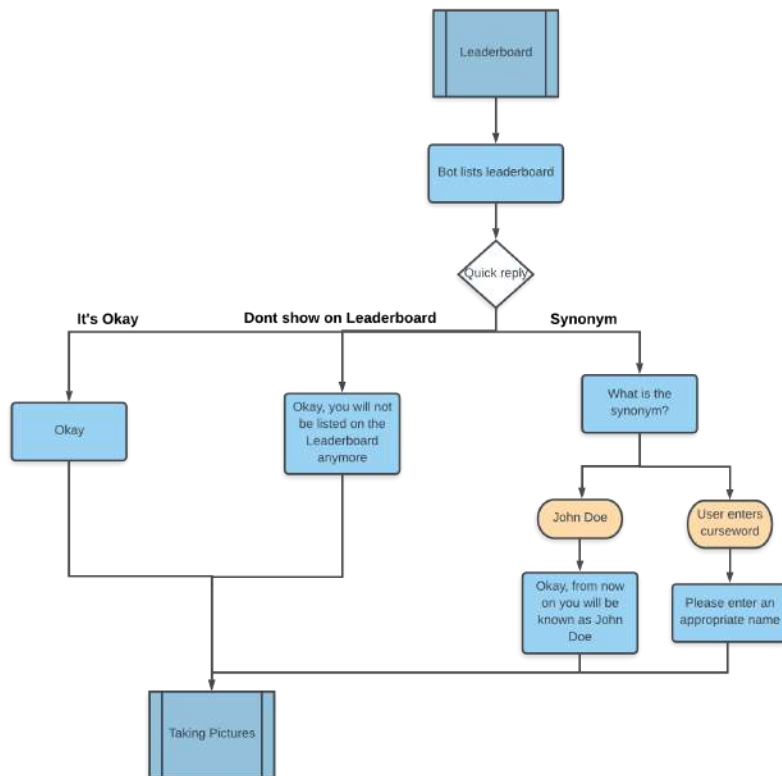 Leaderboard
Bot lists leaderboard
Quick reply
It's Okay
Dont show on Leaderboard
Synonym
Okay
Okay, you will not
be listed on the
Leaderboard
anymore
What is the
synonym?
John Doe
User enters
curseword
Okay, from now
on you will be
known as John
Doe
Please enter an
appropriate name
Taking Pictures